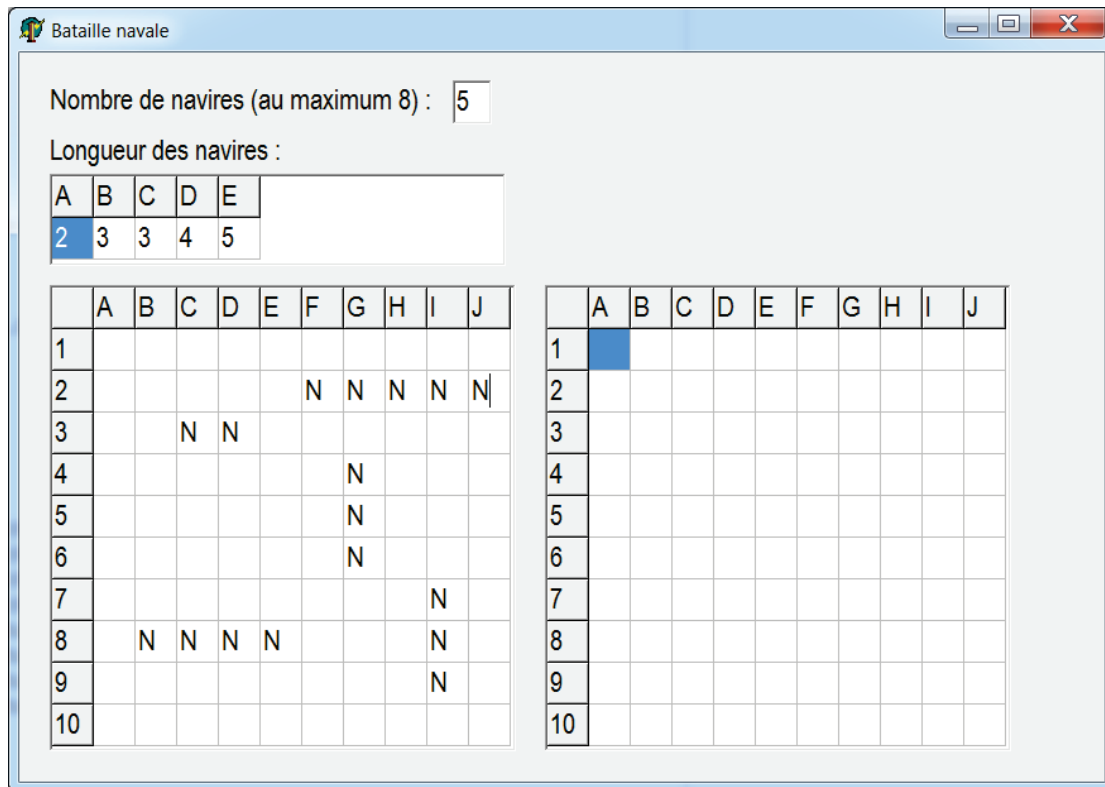 Bataille navale
Nombre de navires (au maximum 8) : 5
Longueur des navires :
A B C D E
2 3 3 4 5
A B C D E F G H I J
1
2 N N N N N
3 N N
4 N
5 N
6 N
7 N
8 N N N N N
9 N
10
A B C D E F G H I J
1
2
3
4
5
6
7
8
9
10